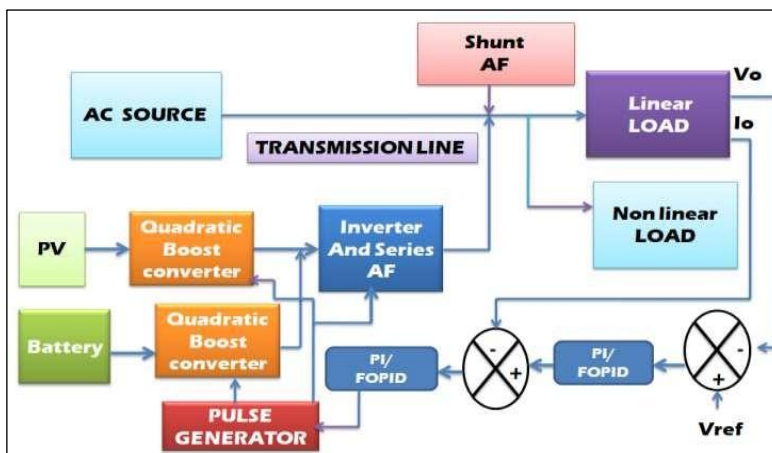 Shunt
AF
AC SOURCE
Linear
LOAD
Vo
Io
TRANSMISSION LINE
PV
Quadratic
Boost
converter
Inverter
And Series
AF
Non linear
LOAD
Battery
Quadratic
Boost
converter
PI/
FOPID
-
+
PI/
FOPID
-
+
PULSE
GENERATOR
Vref